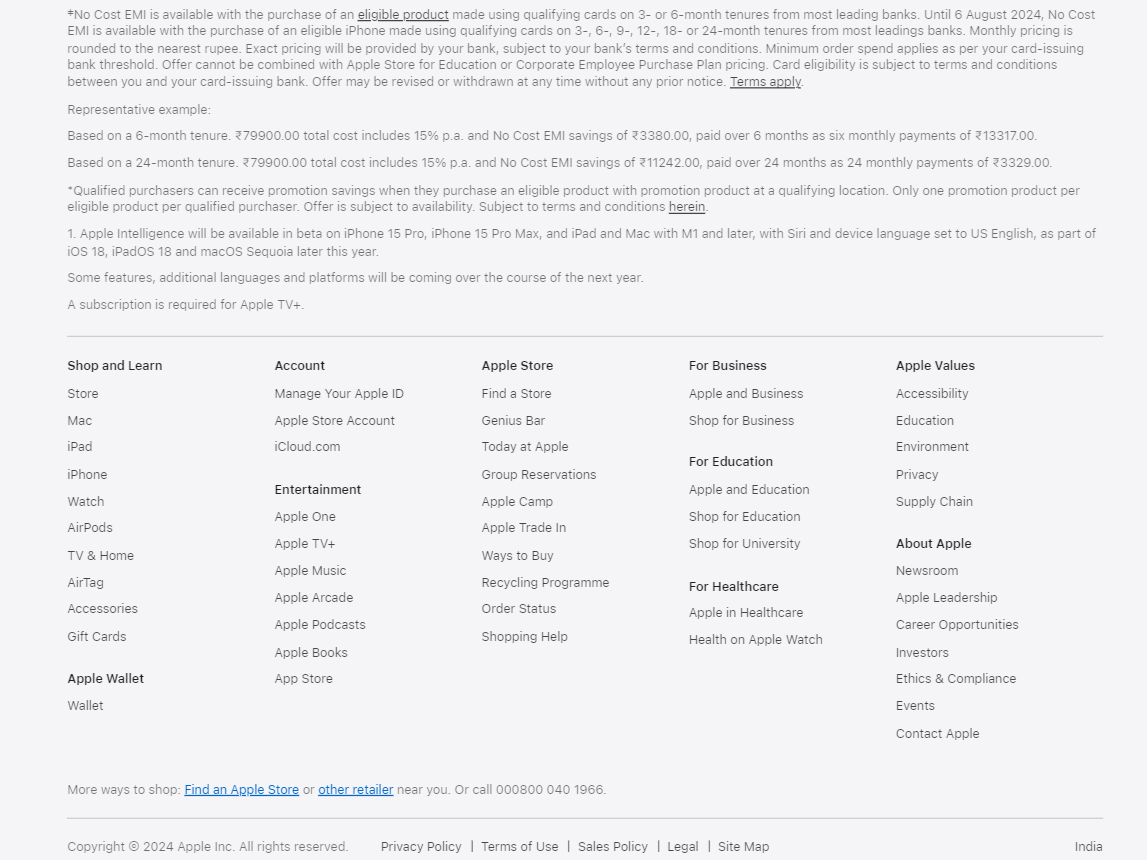 ‡No Cost EMI is available with the purchase of an eligible product made using qualifying cards on 3- or 6-month tenures from most leading banks. Until 6 August 2024, No Cost
EMI is available with the purchase of an eligible iPhone made using qualifying cards on 3-, 6-, 9-, 12-, 18- or 24-month tenures from most leadings banks. Monthly pricing is
rounded to the nearest rupee. Exact pricing will be provided by your bank, subject to your bank's terms and conditions. Minimum order spend applies as per your card-issuing
bank threshold. Offer cannot be combined with Apple Store for Education or Corporate Employee Purchase Plan pricing. Card eligibility is subject to terms and conditions
between you and your card-issuing bank. Offer may be revised or withdrawn at any time without any prior notice. Terms apply.
Representative example:
Based on a 6-month tenure. ₹79900.00 total cost includes 15% p.a. and No Cost EMI savings of ₹3380.00, paid over 6 months as six monthly payments of ₹13317.00.
Based on a 24-month tenure. ₹79900.00 total cost includes 15% p.a. and No Cost EMI savings of ₹11242.00, paid over 24 months as 24 monthly payments of ₹3329.00.
*Qualified purchasers can receive promotion savings when they purchase an eligible product with promotion product at a qualifying location. Only one promotion product per
eligible product per qualified purchaser. Offer is subject to availability. Subject to terms and conditions herein.
1. Apple Intelligence will be available in beta on iPhone 15 Pro, iPhone 15 Pro Max, and iPad and Mac with M1 and later, with Siri and device language set to US English, as part of
iOS 18, iPadOS 18 and macOS Sequoia later this year.
Some features, additional languages and platforms will be coming over the course of the next year.
A subscription is required for Apple TV+.
Shop and Learn
Store
Mac
iPad
iPhone
Watch
AirPods
TV & Home
AirTag
Accessories
Gift Cards
Apple Wallet
Wallet
Account
Manage Your Apple ID
Apple Store Account
iCloud.com
Entertainment
Apple One
Apple TV+
Apple Music
Apple Arcade
Apple Podcasts
Apple Books
App Store
Apple Store
Find a Store
Genius Bar
Today at Apple
Group Reservations
Apple Camp
Apple Trade In
Ways to Buy
Recycling Programme
Order Status
Shopping Help
For Business
Apple and Business
Shop for Business
For Education
Apple and Education
Shop for Education
Shop for University
For Healthcare
Apple in Healthcare
Health on Apple Watch
Apple Values
Accessibility
Education
Environment
Privacy
Supply Chain
About Apple
Newsroom
Apple Leadership
Career Opportunities
Investors
Ethics & Compliance
Events
Contact Apple
More ways to shop: Find an Apple Store or other retailer near you. Or call 000800 040 1966.
Copyright © 2024 Apple Inc. All rights reserved. Privacy Policy | Terms of Use | Sales Policy | Legal | Site Map India